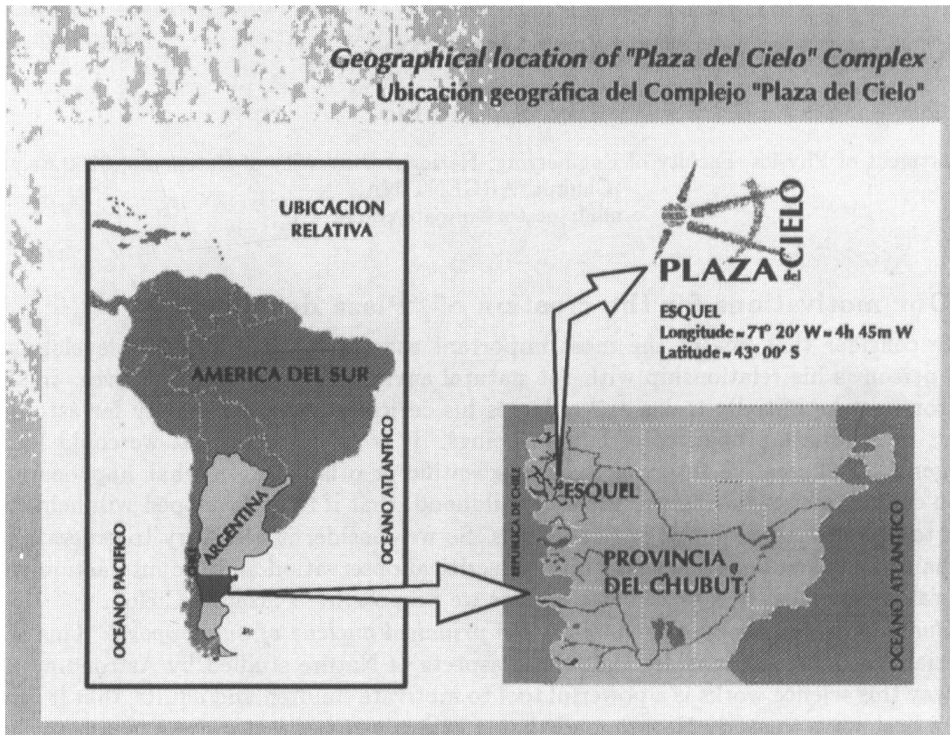 Geographical location of "Plaza del Cielo" Complex
Ubicación geográfica del Complejo "Plaza del Cielo"
UBICACION
RELATIVA
AMERICA DEL SUR
ARGENTINA
CHILE
OCEANO PACIFICO
OCEANO ATLANTICO
PLAZA del CIELO
ESQUEL
Longitude ≈ 71º 20' W ≈ 4h 45m W
Latitude ≈ 43º 00' S
REPUBLICA DE CHILE
ESQUEL
PROVINCIA
DEL CHUBUT
OCEANO ATLANTICO